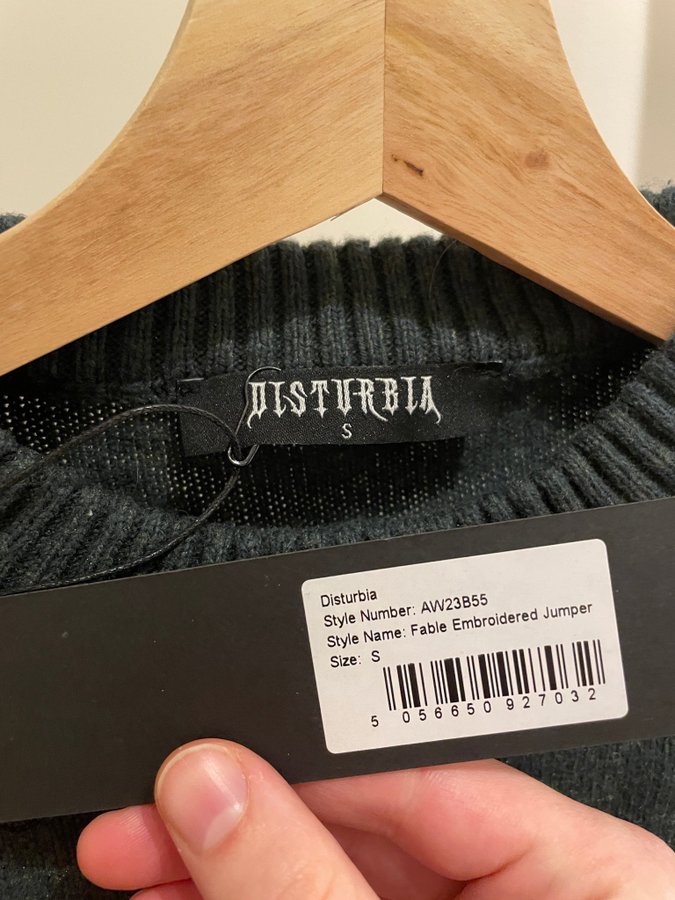 DISTURBIA
S
Disturbia
Style Number: AW23B55
Style Name: Fable Embroidered Jumper
Size: S
5 056650 927032